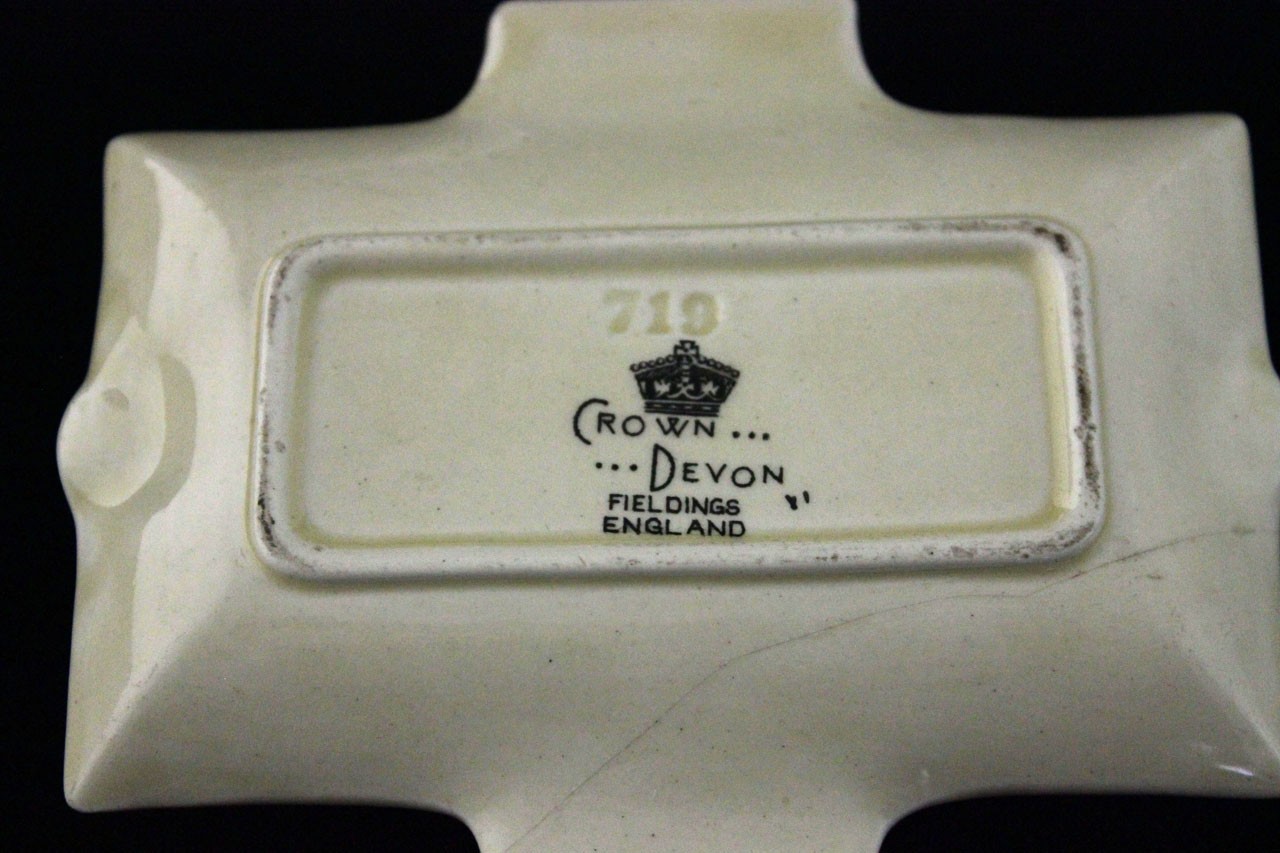 719
CROWN ...
... DEVON
FIELDINGS
ENGLAND